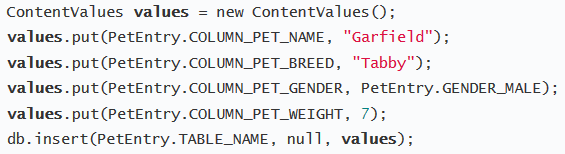 ContentValues values = new ContentValues();
values.put(PetEntry.COLUMN_PET_NAME, "Garfield");
values.put(PetEntry.COLUMN_PET_BREED, "Tabby");
values.put(PetEntry.COLUMN_PET_GENDER, PetEntry.GENDER_MALE);
values.put(PetEntry.COLUMN_PET_WEIGHT, 7);
db.insert(PetEntry.TABLE_NAME, null, values);